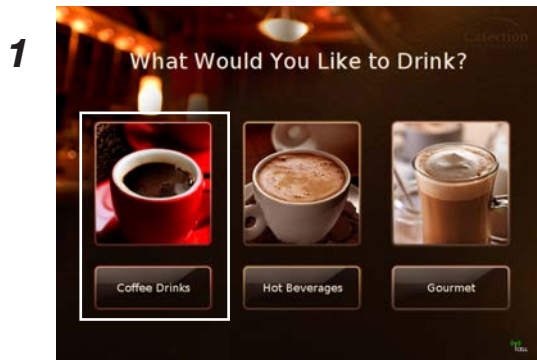 1
What Would You Like to Drink?
Coffee Drinks
Hot Beverages
Gourmet